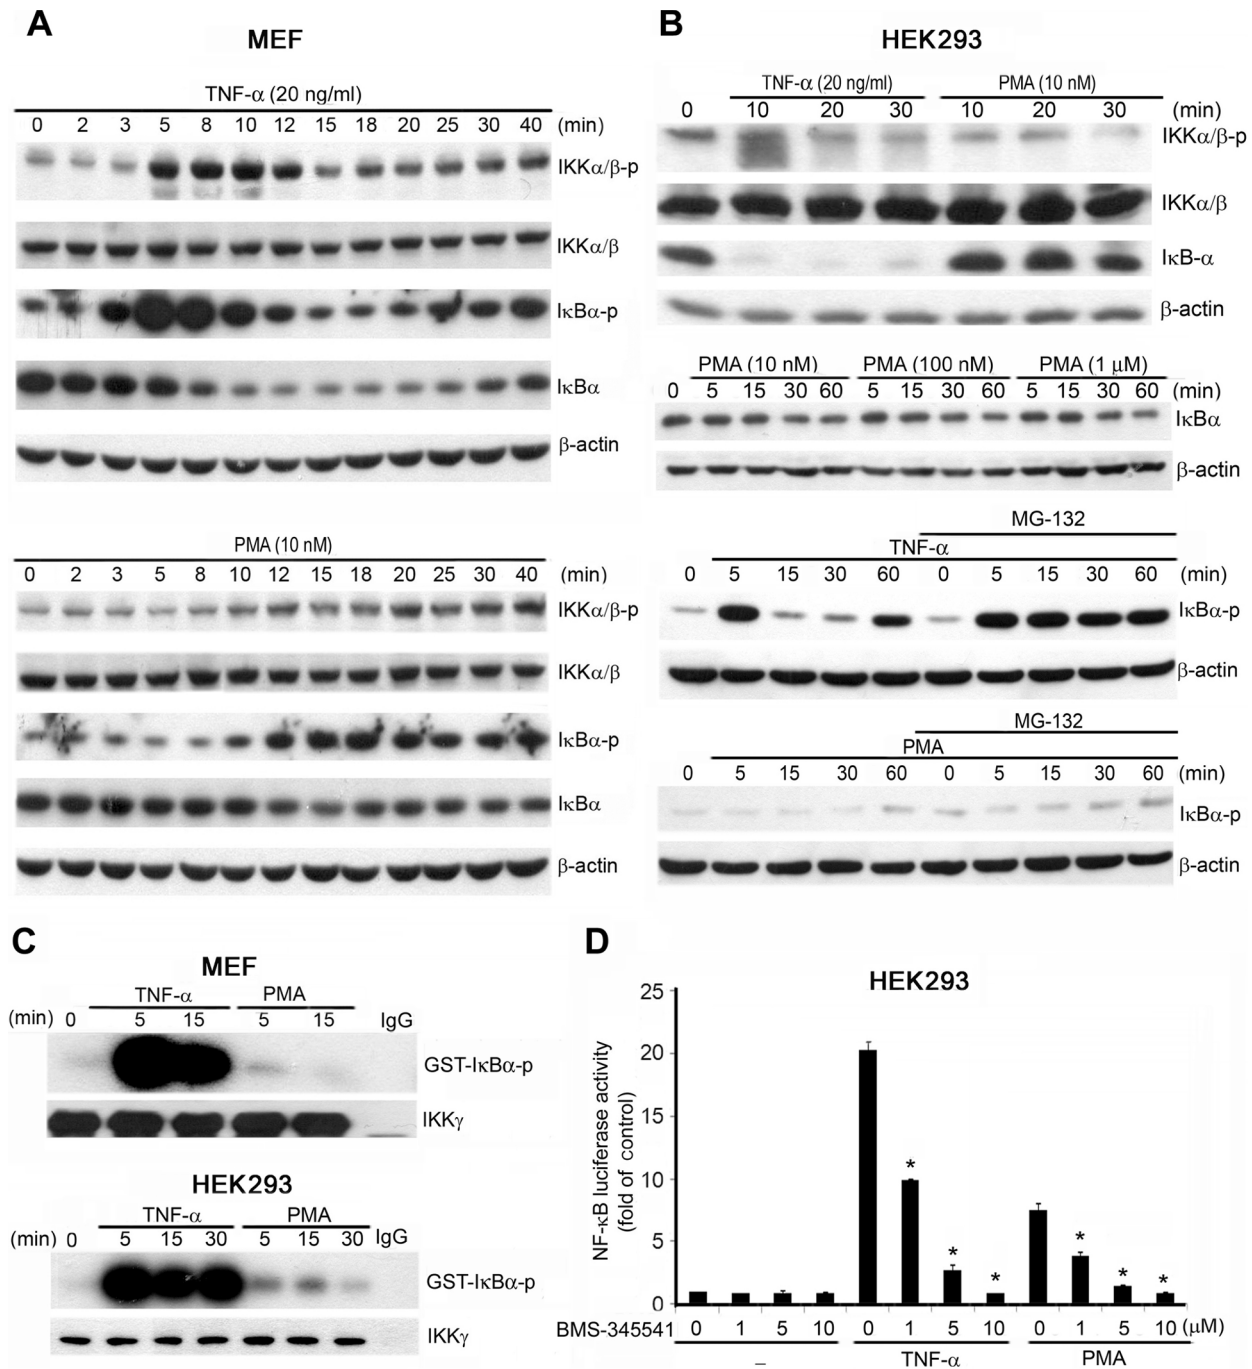 A
MEF
TNF-α (20 ng/ml)
0 2 3 5 8 10 12 15 18 20 25 30 40 (min)
IKKα/β-p
IKKα/β
IκBα-p
IκBα
β-actin
PMA (10 nM)
0 2 3 5 8 10 12 15 18 20 25 30 40 (min)
IKKα/β-p
IKKα/β
IκBα-p
IκBα
β-actin
B
HEK293
TNF-α (20 ng/ml) PMA (10 nM)
0 10 20 30 10 20 30 (min)
IKKα/β-p
IKKα/β
IκB-α
β-actin
PMA (10 nM) PMA (100 nM) PMA (1 μM)
0 5 15 30 60 5 15 30 60 5 15 30 60 (min)
IκBα
β-actin
MG-132
TNF-α
0 5 15 30 60 0 5 15 30 60 (min)
IκBα-p
β-actin
MG-132
PMA
0 5 15 30 60 0 5 15 30 60 (min)
IκBα-p
β-actin
C
MEF
TNF-α PMA
(min) 0 5 15 5 15 IgG
GST-IκBα-p
IKKγ
HEK293
TNF-α PMA
(min) 0 5 15 30 5 15 30 IgG
GST-IκBα-p
IKKγ
D
HEK293
NF-κB luciferase activity
(fold of control)
25
20
15
10
5
0
* * * * * *
BMS-345541 0 1 5 10 0 1 5 10 0 1 5 10 (μM)
– TNF-α PMA